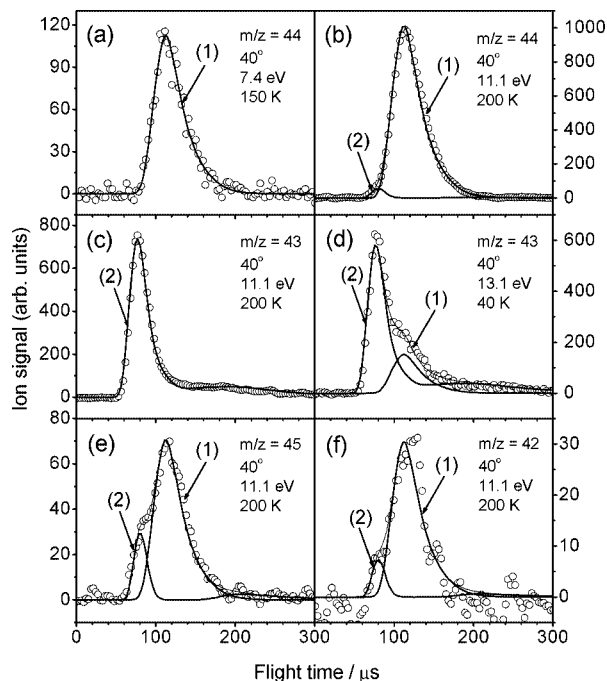 Ion signal (arb. units)
120
90
60
30
0
(a)
(1)
m/z = 44
40°
7.4 eV
150 K
(b)
(1)
(2)
m/z = 44
40°
11.1 eV
200 K
1000
800
600
400
200
0
800
600
400
200
0
(c)
(2)
m/z = 43
40°
11.1 eV
200 K
(d)
(2)
(1)
m/z = 43
40°
13.1 eV
40 K
600
400
200
0
80
60
40
20
0
(e)
(2)
(1)
m/z = 45
40°
11.1 eV
200 K
(f)
(2)
(1)
m/z = 42
40°
11.1 eV
200 K
30
20
10
0
0 100 200 300 100 200 300
Flight time / μs